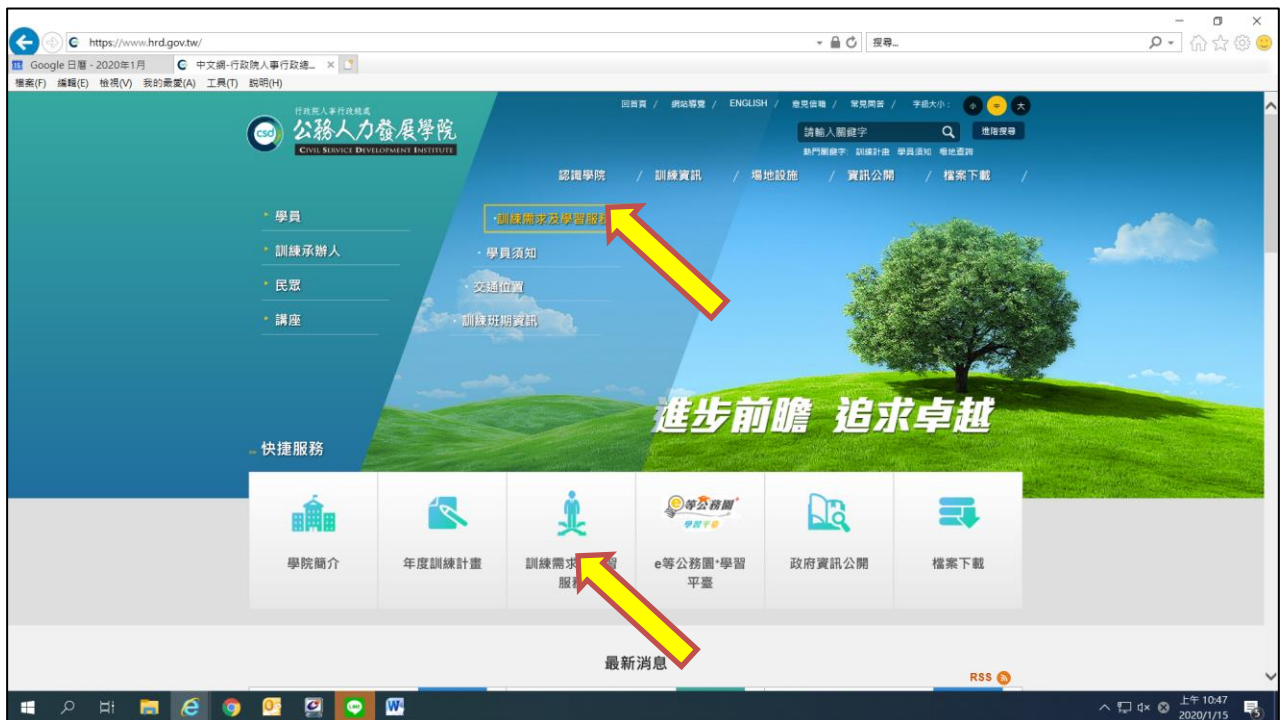 https://www.hrd.gov.tw/
搜尋...
Google 日曆 - 2020年1月
中文網-行政院人事行政總...
檔案(F) 編輯(E) 檢視(V) 我的最愛(A) 工具(T) 說明(H)
回首頁 / 網站導覽 / ENGLISH / 意見信箱 / 常見問答 / 字級大小: 小 中 大
行政院人事行政總處
csd 公務人力發展學院
CIVIL SERVICE DEVELOPMENT INSTITUTE
請輸入關鍵字 進階搜尋
熱門關鍵字: 訓練計畫 學員須知 場地查詢
認識學院 / 訓練資訊 / 場地設施 / 資訊公開 / 檔案下載 /
學員
訓練承辦人
民眾
講座
·訓練需求及學習服務
·學員須知
·交通位置
·訓練班期資訊
進步前瞻 追求卓越
快捷服務
e等公務園+
學習平臺
學院簡介
年度訓練計畫
訓練需求 習
服務
e等公務園+學習
平臺
政府資訊公開
檔案下載
最新消息
RSS
上午 10:47
2020/1/15
5